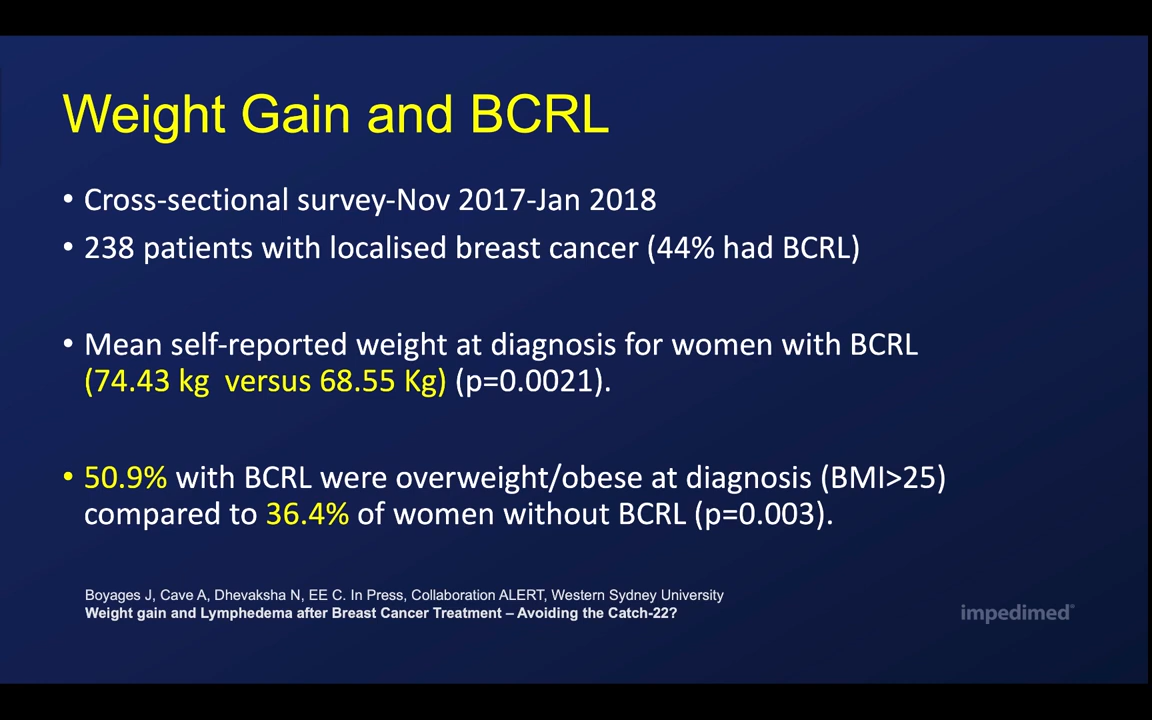 Weight Gain and BCRL
• Cross-sectional survey-Nov 2017-Jan 2018
• 238 patients with localised breast cancer (44% had BCRL)
• Mean self-reported weight at diagnosis for women with BCRL
(74.43 kg  versus 68.55 Kg) (p=0.0021).
• 50.9% with BCRL were overweight/obese at diagnosis (BMI>25)
compared to 36.4% of women without BCRL (p=0.003).
Boyages J, Cave A, Dhevaksha N, EE C. In Press, Collaboration ALERT, Western Sydney University
Weight gain and Lymphedema after Breast Cancer Treatment – Avoiding the Catch-22?
impedimed®